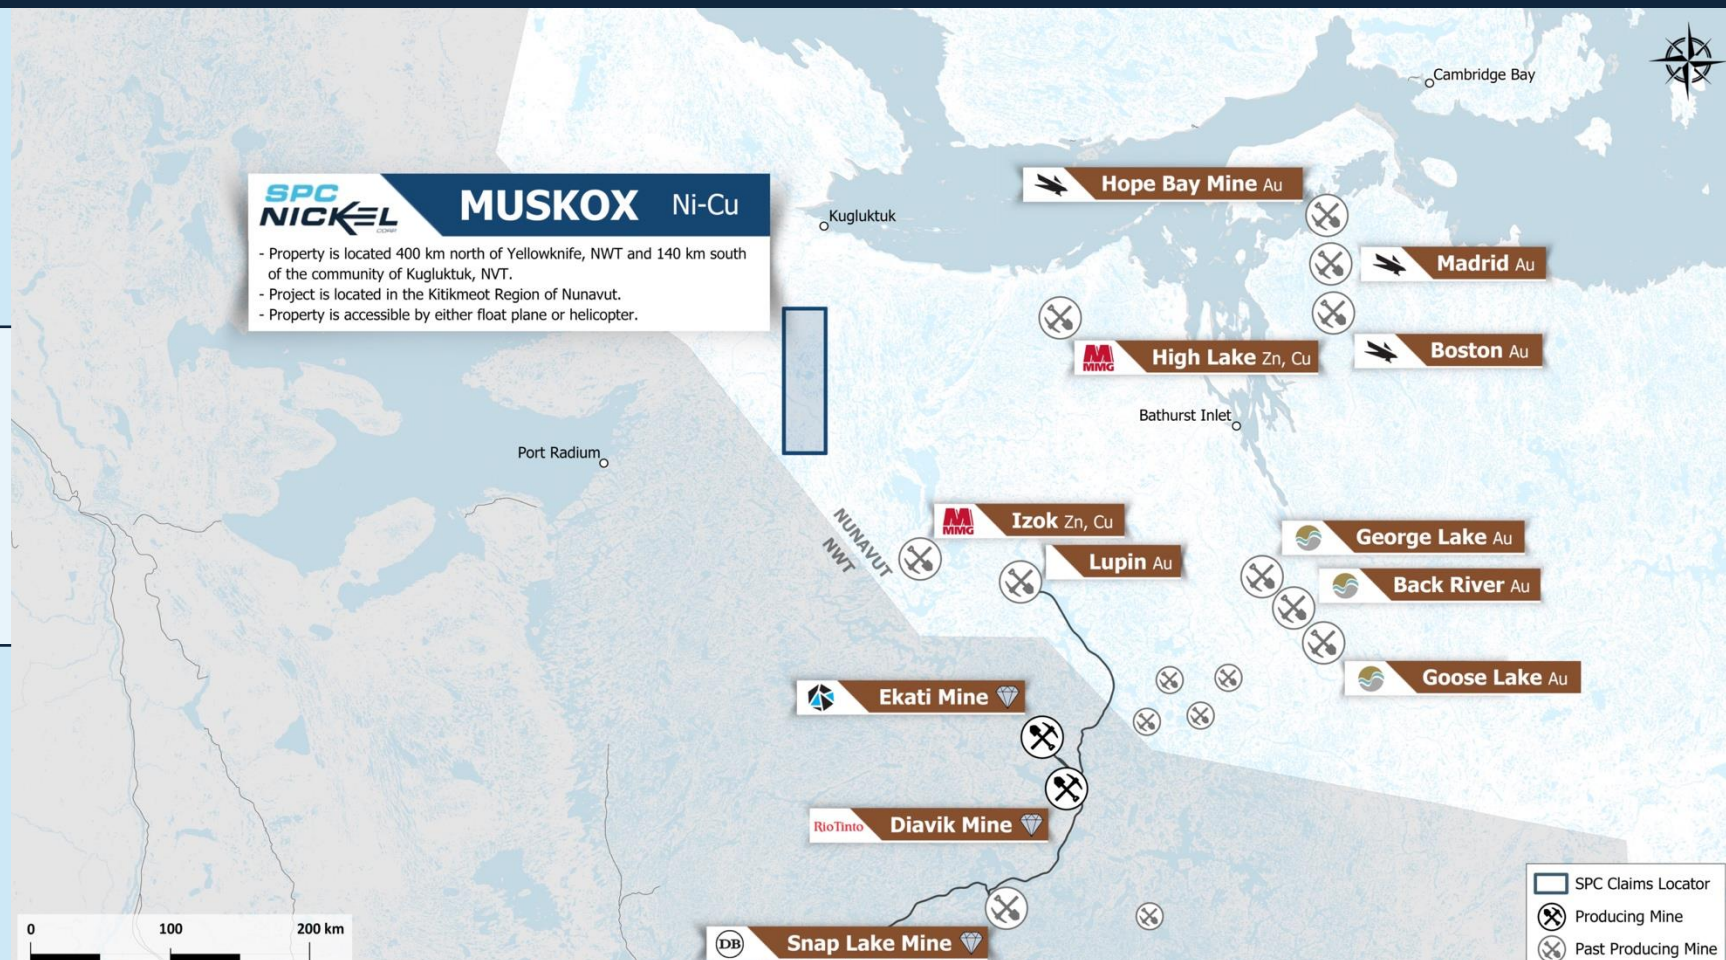 Cambridge Bay
SPC
NICKEL
CORP
MUSKOX Ni-Cu
- Property is located 400 km north of Yellowknife, NWT and 140 km south
of the community of Kugluktuk, NVT.
- Project is located in the Kitikmeot Region of Nunavut.
- Property is accessible by either float plane or helicopter.
Kugluktuk
Hope Bay Mine Au
Madrid Au
Boston Au
MMG
High Lake Zn, Cu
Bathurst Inlet
Port Radium
NUNAVUT
NWT
MMG
Izok Zn, Cu
Lupin Au
George Lake Au
Back River Au
Goose Lake Au
Ekati Mine
RioTinto
Diavik Mine
DB
Snap Lake Mine
SPC Claims Locator
Producing Mine
Past Producing Mine
0 100 200 km